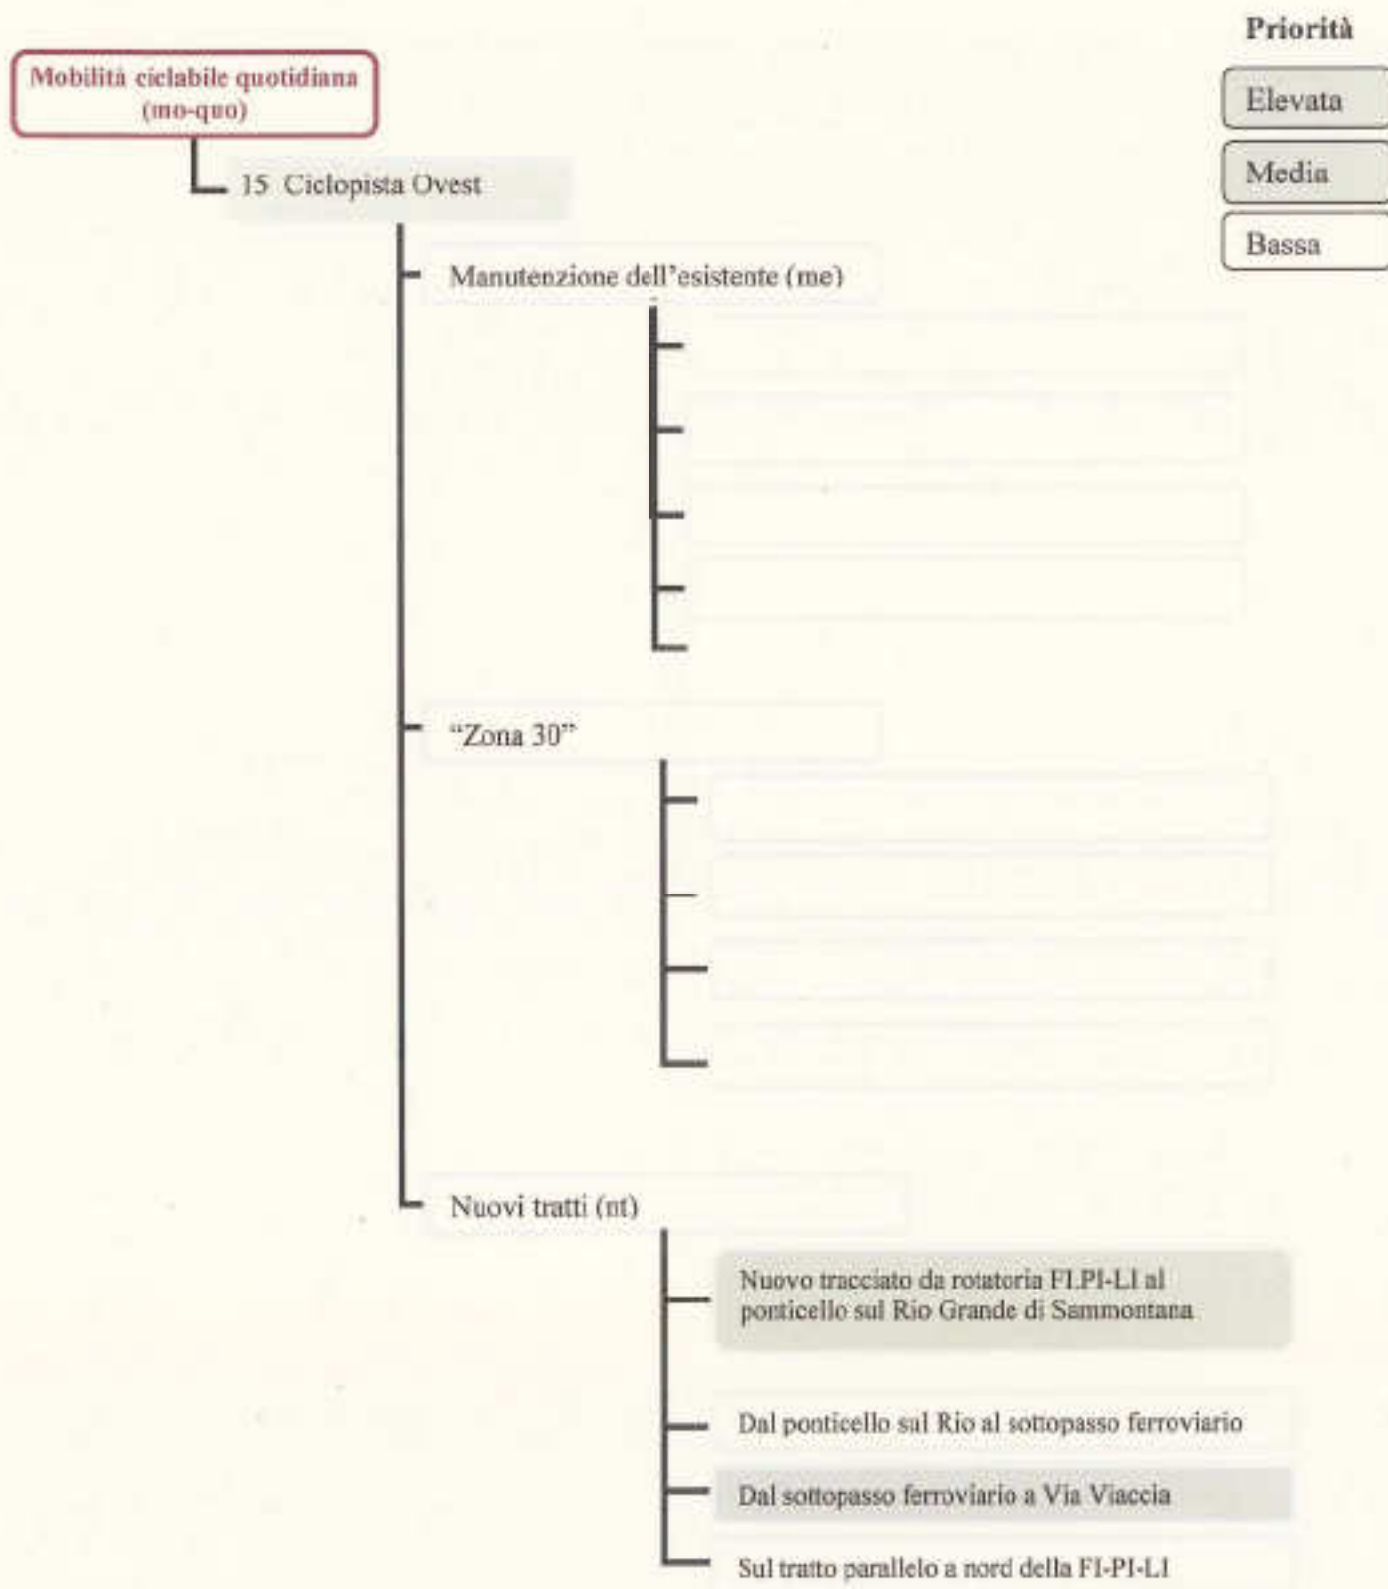 Priorità
Elevata
Media
Bassa
Mobilità ciclabile quotidiana
(mo-quo)
15 Ciclopista Ovest
Manutenzione dell'esistente (me)
“Zona 30”
Nuovi tratti (nt)
Nuovo tracciato da rotatoria FI.PI-LI al
ponticello sul Rio Grande di Sammontana
Dal ponticello sul Rio al sottopasso ferroviario
Dal sottopasso ferroviario a Via Viaccia
Sul tratto parallelo a nord della FI-PI-LI